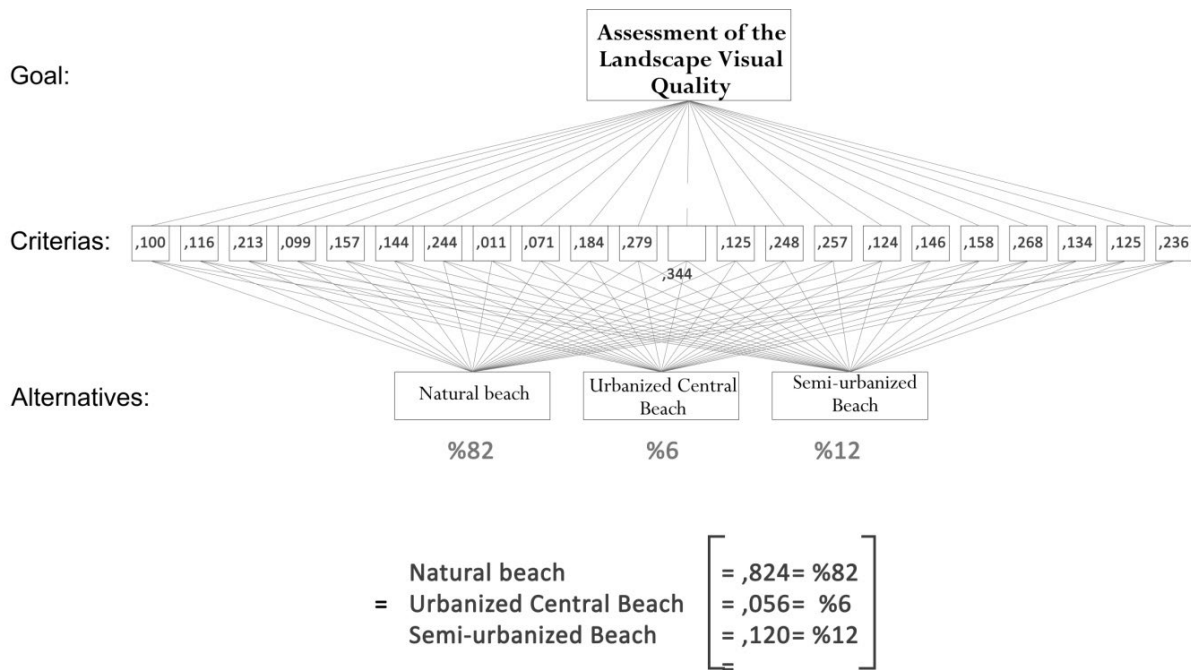 Assessment of the
Landscape Visual
Quality
Goal:
Criterias:
,100 ,116 ,213 ,099 ,157 ,144 ,244 ,011 ,071 ,184 ,279 ,125 ,248 ,257 ,124 ,146 ,158 ,268 ,134 ,125 ,236
,344
Alternatives:
Natural beach
Urbanized Central
Beach
Semi-urbanized
Beach
%82 %6 %12
Natural beach = ,824= %82
= Urbanized Central Beach = ,056= %6
Semi-urbanized Beach = ,120= %12
=